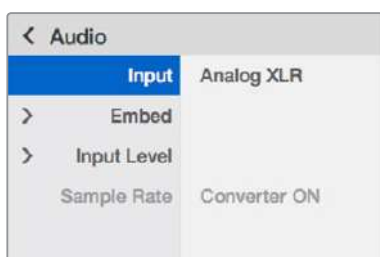 < Audio
Input Analog XLR
> Embed
> Input Level
Sample Rate Converter ON